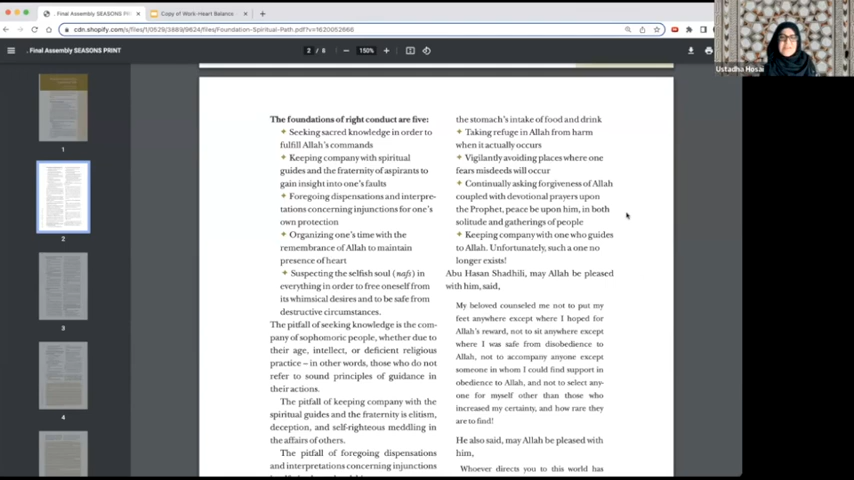 . Final Assembly SEASONS PRINT
Copy of Work-Heart Balance
cdn.shopify.com/s/files/1/0529/3889/9624/files/Foundation-Spiritual-Path.pdf?v=1620052666
. Final Assembly SEASONS PRINT
2 / 8
150%
Ustadha Hosai
1
2
3
4
The foundations of right conduct are five:
✦ Seeking sacred knowledge in order to
fulfill Allah's commands
✦ Keeping company with spiritual
guides and the fraternity of aspirants to
gain insight into one's faults
✦ Foregoing dispensations and interpre-
tations concerning injunctions for one's
own protection
✦ Organizing one's time with the
remembrance of Allah to maintain
presence of heart
✦ Suspecting the selfish soul (nafs) in
everything in order to free oneself from
its whimsical desires and to be safe from
destructive circumstances.
The pitfall of seeking knowledge is the com-
pany of sophomoric people, whether due to
their age, intellect, or deficient religious
practice – in other words, those who do not
refer to sound principles of guidance in
their actions.
The pitfall of keeping company with the
spiritual guides and the fraternity is elitism,
deception, and self-righteous meddling in
the affairs of others.
The pitfall of foregoing dispensations
and interpretations concerning injunctions
the stomach's intake of food and drink
✦ Taking refuge in Allah from harm
when it actually occurs
✦ Vigilantly avoiding places where one
fears misdeeds will occur
✦ Continually asking forgiveness of Allah
coupled with devotional prayers upon
the Prophet, peace be upon him, in both
solitude and gatherings of people
✦ Keeping company with one who guides
to Allah. Unfortunately, such a one no
longer exists!
Abu Hasan Shadhili, may Allah be pleased
with him, said,
My beloved counseled me not to put my
feet anywhere except where I hoped for
Allah's reward, not to sit anywhere except
where I was safe from disobedience to
Allah, not to accompany anyone except
someone in whom I could find support in
obedience to Allah, and not to select any-
one for myself other than those who
increased my certainty, and how rare they
are to find!
He also said, may Allah be pleased with
him,
Whoever directs you to this world has